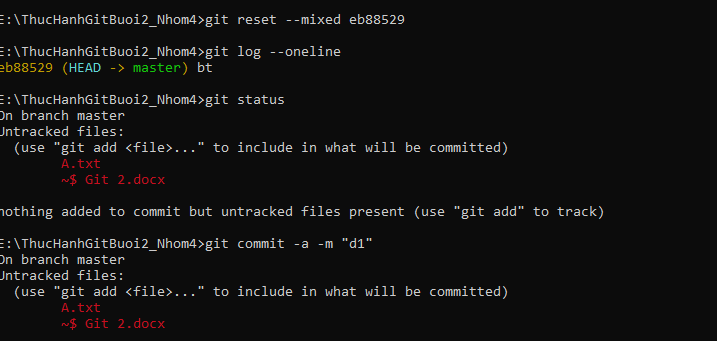 E:\ThucHanhGitBuoi2_Nhom4>git reset --mixed eb88529
E:\ThucHanhGitBuoi2_Nhom4>git log --oneline
eb88529 (HEAD -> master) bt
E:\ThucHanhGitBuoi2_Nhom4>git status
On branch master
Untracked files:
  (use "git add <file>..." to include in what will be committed)
        A.txt
        ~$ Git 2.docx
nothing added to commit but untracked files present (use "git add" to track)
E:\ThucHanhGitBuoi2_Nhom4>git commit -a -m "d1"
On branch master
Untracked files:
  (use "git add <file>..." to include in what will be committed)
        A.txt
        ~$ Git 2.docx